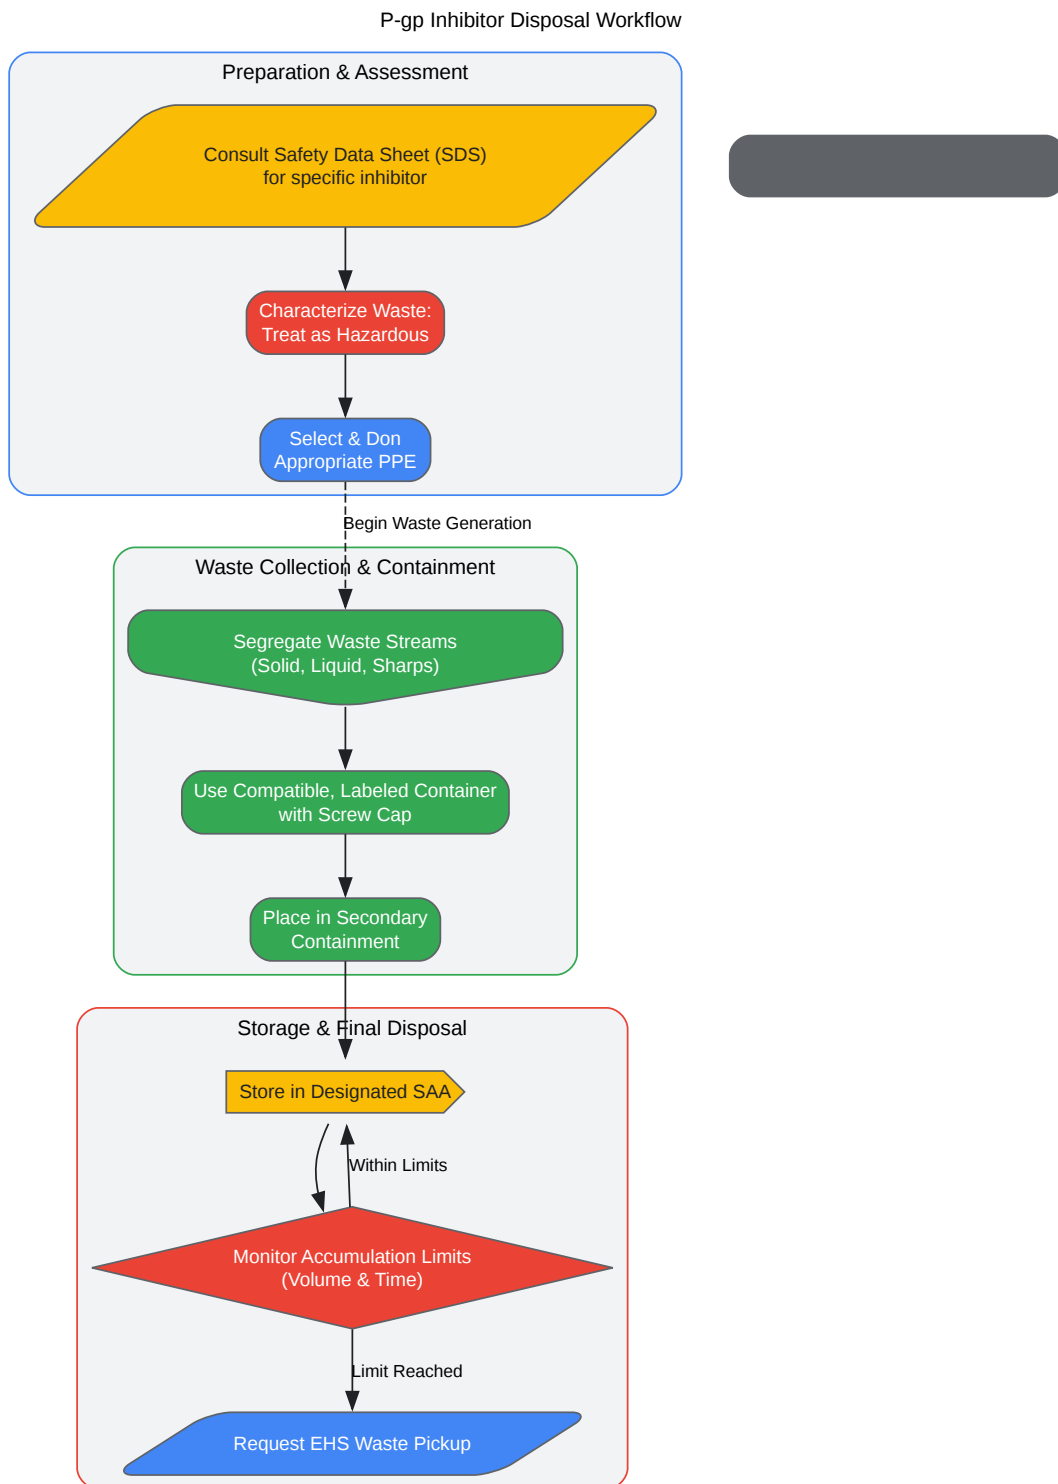 P-gp Inhibitor Disposal Workflow
Preparation & Assessment
Consult Safety Data Sheet (SDS)
for specific inhibitor
Characterize Waste:
Treat as Hazardous
Select & Don
Appropriate PPE
Begin Waste Generation
Waste Collection & Containment
Segregate Waste Streams
(Solid, Liquid, Sharps)
Use Compatible, Labeled Container
with Screw Cap
Place in Secondary
Containment
Storage & Final Disposal
Store in Designated SAA
Within Limits
Monitor Accumulation Limits
(Volume & Time)
Limit Reached
Request EHS Waste Pickup